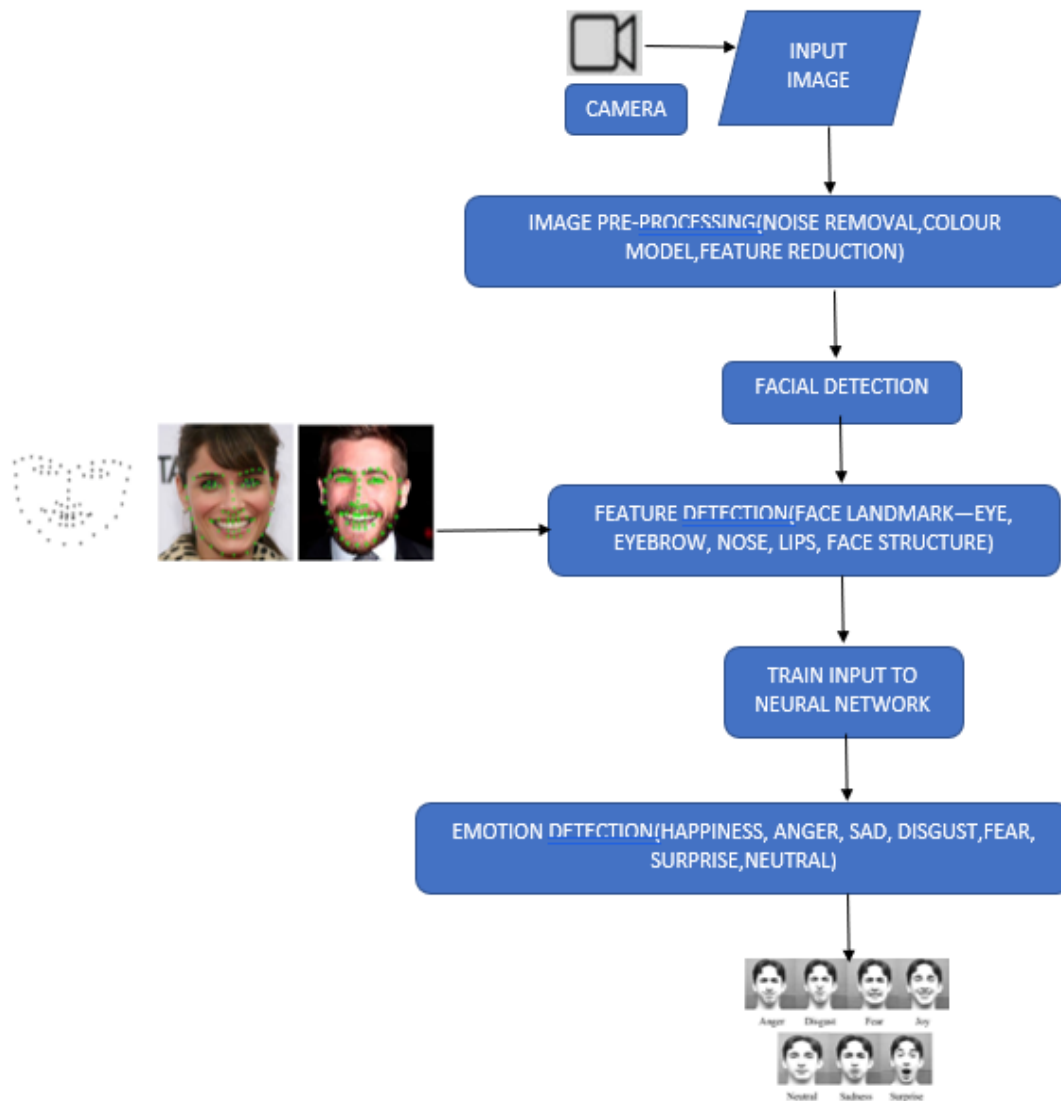 INPUT
IMAGE
CAMERA
IMAGE PRE-PROCESSING(NOISE REMOVAL,COLOUR
MODEL,FEATURE REDUCTION)
FACIAL DETECTION
TA
FEATURE DETECTION(FACE LANDMARK—EYE,
EYEBROW, NOSE, LIPS, FACE STRUCTURE)
TRAIN INPUT TO
NEURAL NETWORK
EMOTION DETECTION(HAPPINESS, ANGER, SAD, DISGUST,FEAR,
SURPRISE,NEUTRAL)
Anger Disgust Fear Joy
Neutral Sadness Surprise